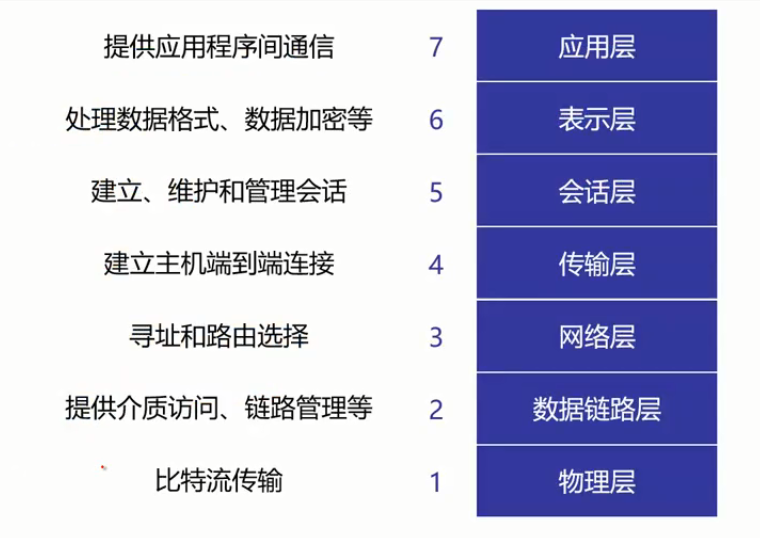 提供应用程序间通信 7 应用层
处理数据格式、数据加密等 6 表示层
建立、维护和管理会话 5 会话层
建立主机端到端连接 4 传输层
寻址和路由选择 3 网络层
提供介质访问、链路管理等 2 数据链路层
比特流传输 1 物理层